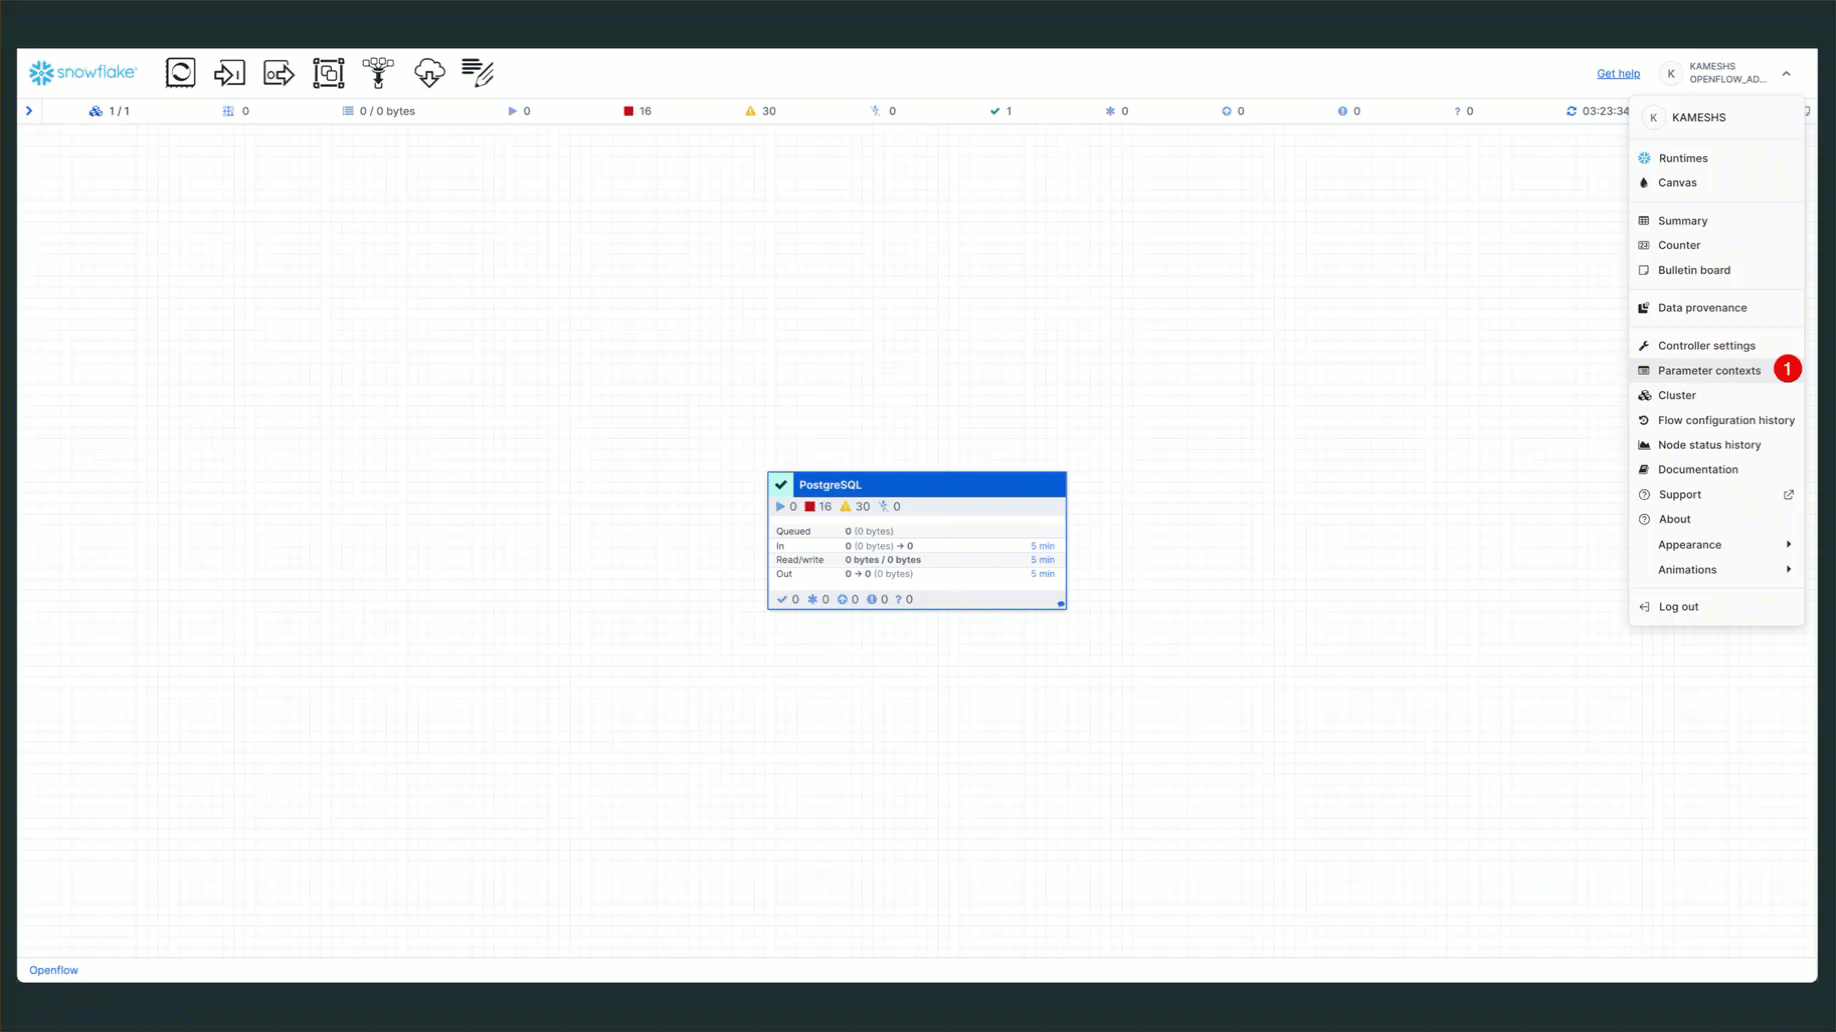 snowflake
Get help
K
KAMESHS
OPENFLOW_AD...
1 / 1
0
0 / 0 bytes
0
16
30
0
1
0
0
0
? 0
03:23:34
K KAMESHS
Runtimes
Canvas
Summary
Counter
Bulletin board
Data provenance
Controller settings
Parameter contexts 1
Cluster
Flow configuration history
Node status history
Documentation
Support
About
Appearance
Animations
Log out
PostgreSQL
0 16 30 0
Queued 0 (0 bytes)
In 0 (0 bytes) → 0 5 min
Read/write 0 bytes / 0 bytes 5 min
Out 0 → 0 (0 bytes) 5 min
0 0 0 0 ? 0
Openflow